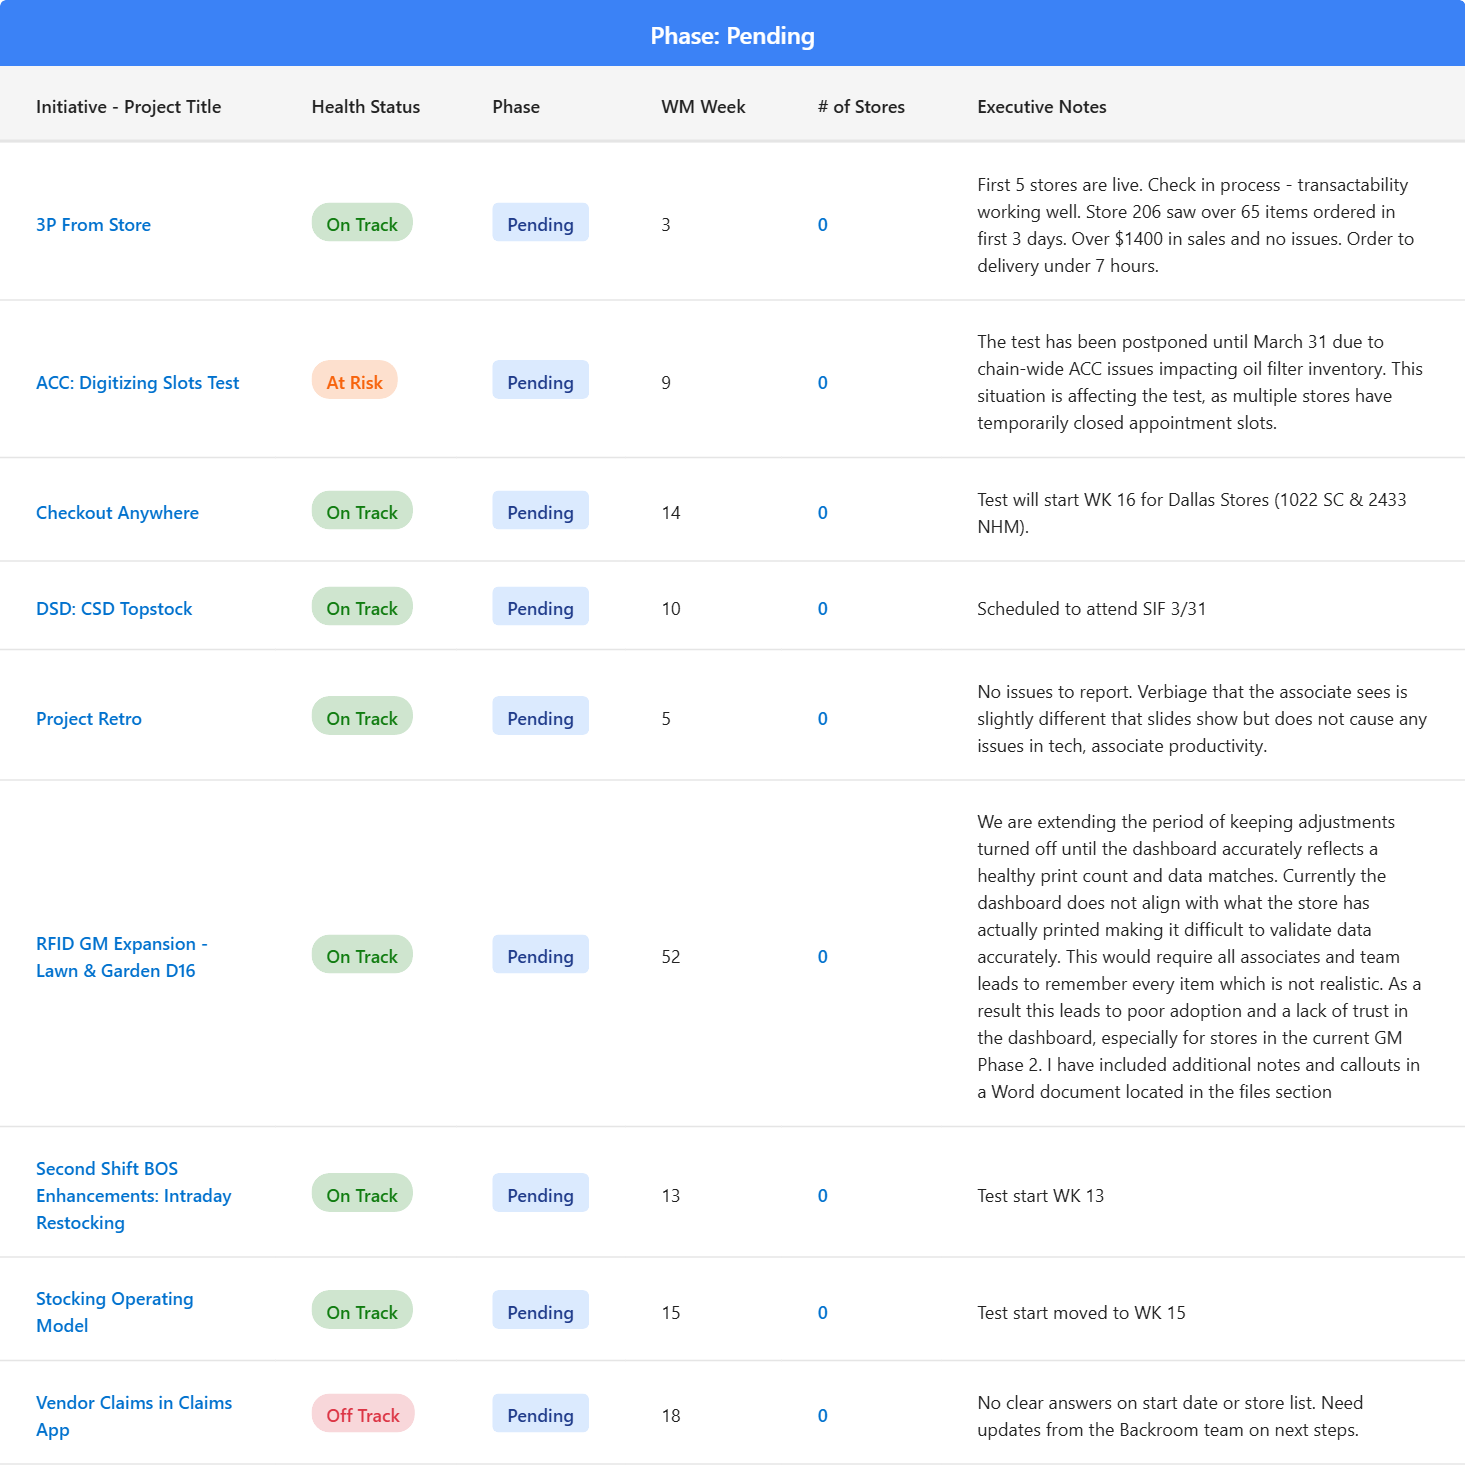 Phase: Pending
Initiative - Project Title Health Status Phase WM Week # of Stores Executive Notes
3P From Store On Track Pending 3 0
First 5 stores are live. Check in process - transactability
working well. Store 206 saw over 65 items ordered in
first 3 days. Over $1400 in sales and no issues. Order to
delivery under 7 hours.
ACC: Digitizing Slots Test At Risk Pending 9 0
The test has been postponed until March 31 due to
chain-wide ACC issues impacting oil filter inventory. This
situation is affecting the test, as multiple stores have
temporarily closed appointment slots.
Checkout Anywhere On Track Pending 14 0
Test will start WK 16 for Dallas Stores (1022 SC & 2433
NHM).
DSD: CSD Topstock On Track Pending 10 0 Scheduled to attend SIF 3/31
Project Retro On Track Pending 5 0
No issues to report. Verbiage that the associate sees is
slightly different that slides show but does not cause any
issues in tech, associate productivity.
RFID GM Expansion -
Lawn & Garden D16
On Track Pending 52 0
We are extending the period of keeping adjustments
turned off until the dashboard accurately reflects a
healthy print count and data matches. Currently the
dashboard does not align with what the store has
actually printed making it difficult to validate data
accurately. This would require all associates and team
leads to remember every item which is not realistic. As a
result this leads to poor adoption and a lack of trust in
the dashboard, especially for stores in the current GM
Phase 2. I have included additional notes and callouts in
a Word document located in the files section
Second Shift BOS
Enhancements: Intraday
Restocking
On Track Pending 13 0 Test start WK 13
Stocking Operating
Model
On Track Pending 15 0 Test start moved to WK 15
Vendor Claims in Claims
App
Off Track Pending 18 0
No clear answers on start date or store list. Need
updates from the Backroom team on next steps.